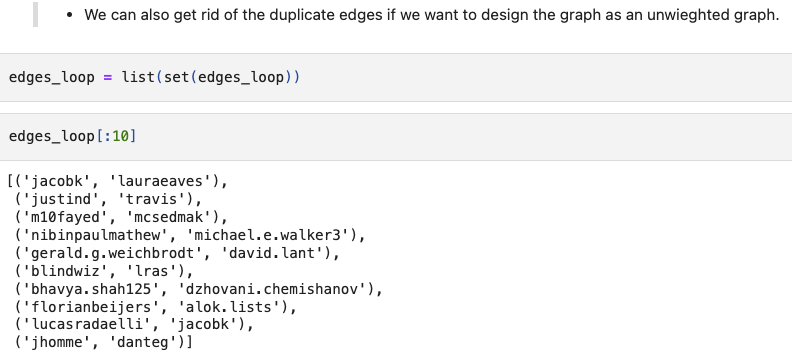 • We can also get rid of the duplicate edges if we want to design the graph as an unwieghted graph.
edges_loop = list(set(edges_loop))
edges_loop[:10]
[('jacobk', 'lauraeaves'),
 ('justind', 'travis'),
 ('m10fayed', 'mcsedmak'),
 ('nibinpaulmathew', 'michael.e.walker3'),
 ('gerald.g.weichbrodt', 'david.lant'),
 ('blindwiz', 'lras'),
 ('bhavya.shah125', 'dzhovani.chemishanov'),
 ('florianbeijers', 'alok.lists'),
 ('lucasradaelli', 'jacobk'),
 ('jhomme', 'danteg')]